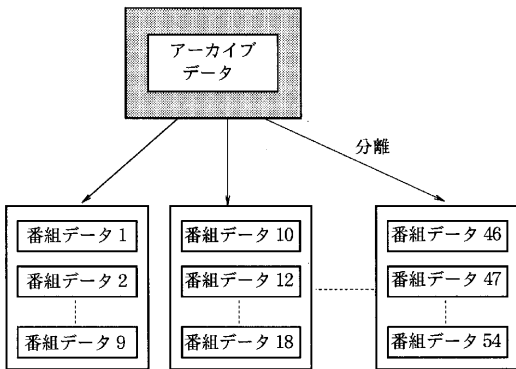 アーカイブ
データ
分離
番組データ 1
番組データ 2
番組データ 9
番組データ 10
番組データ 12
番組データ 18
番組データ 46
番組データ 47
番組データ 54